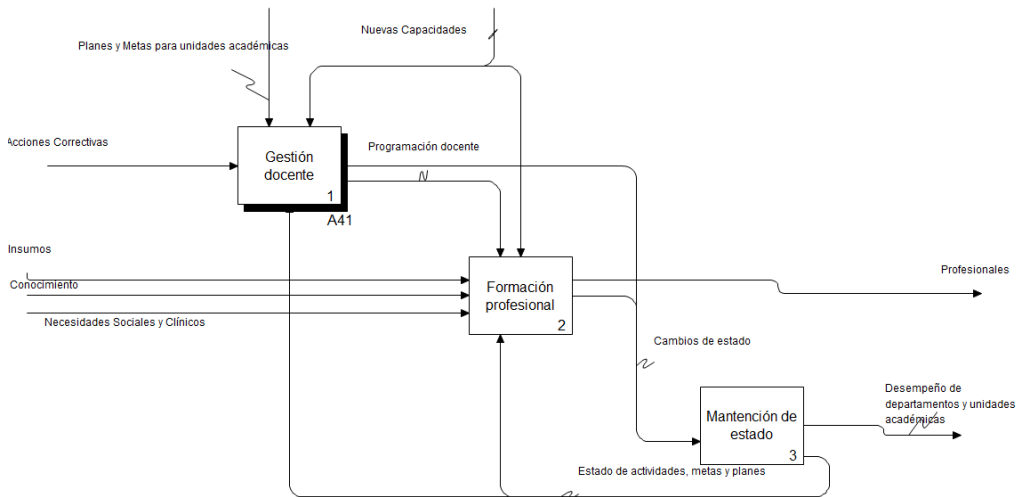 Nuevas Capacidades
Planes y Metas para unidades académicas
Acciones Correctivas
Programación docente
Gestión
docente
1
A41
Insumos
Conocimiento
Necesidades Sociales y Clínicos
Formación
profesional
2
Profesionales
Cambios de estado
Desempeño de
departamentos y unidades
académicas
Mantención de
estado
3
Estado de actividades, metas y planes